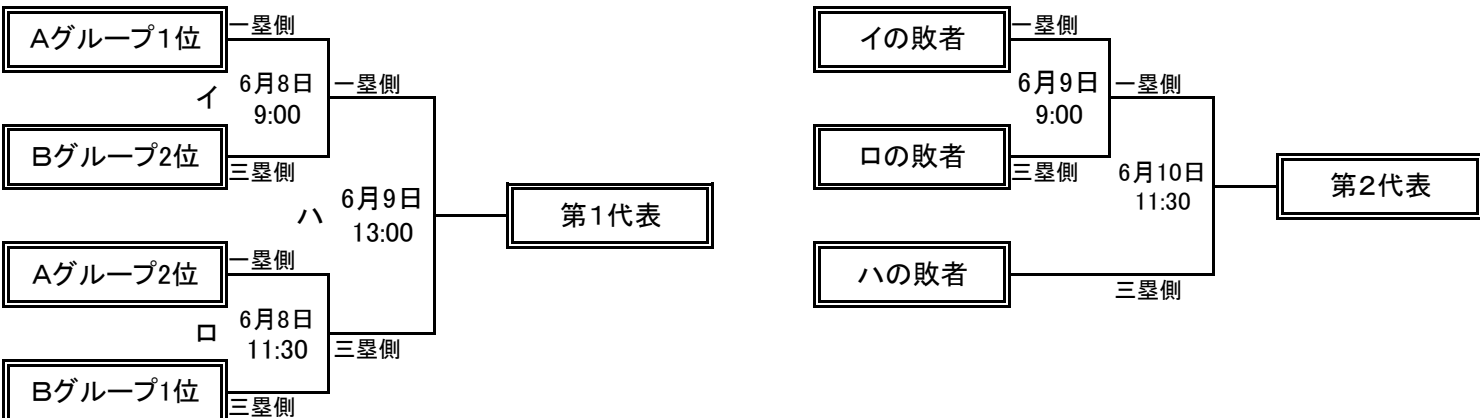 Aグループ1位
一塁側
イ
6月8日
9:00
一塁側
Bグループ2位
三塁側
ハ
6月9日
13:00
第1代表
Aグループ2位
一塁側
ロ
6月8日
11:30
三塁側
Bグループ1位
三塁側
イの敗者
一塁側
6月9日
9:00
一塁側
ロの敗者
三塁側
6月10日
11:30
第2代表
ハの敗者
三塁側